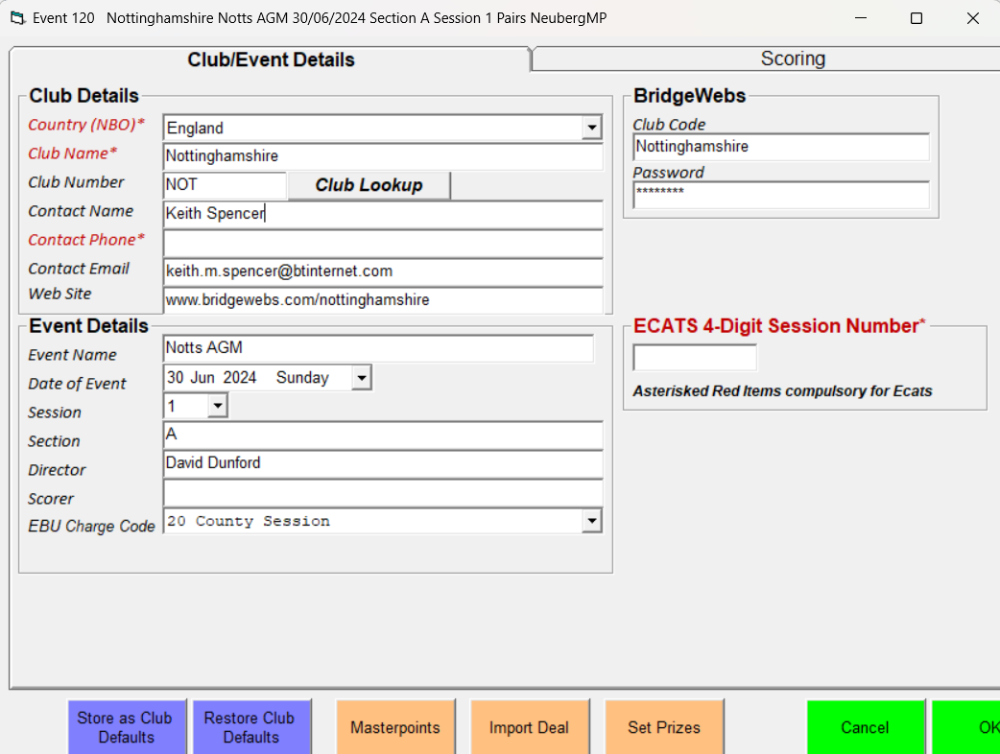 Event 120 Nottinghamshire Notts AGM 30/06/2024 Section A Session 1 Pairs NeubergMP
Club/Event Details
Scoring
Club Details
Country (NBO)* England
Club Name* Nottinghamshire
Club Number NOT Club Lookup
Contact Name Keith Spencer
Contact Phone*
Contact Email keith.m.spencer@btinternet.com
Web Site www.bridgewebs.com/nottinghamshire
BridgeWebs
Club Code
Nottinghamshire
Password
********
Event Details
Event Name Notts AGM
Date of Event 30 Jun 2024 Sunday
Session 1
Section A
Director David Dunford
Scorer
EBU Charge Code 20 County Session
ECATS 4-Digit Session Number*
Asterisked Red Items compulsory for Ecats
Store as Club
Defaults
Restore Club
Defaults
Masterpoints
Import Deal
Set Prizes
Cancel
OK